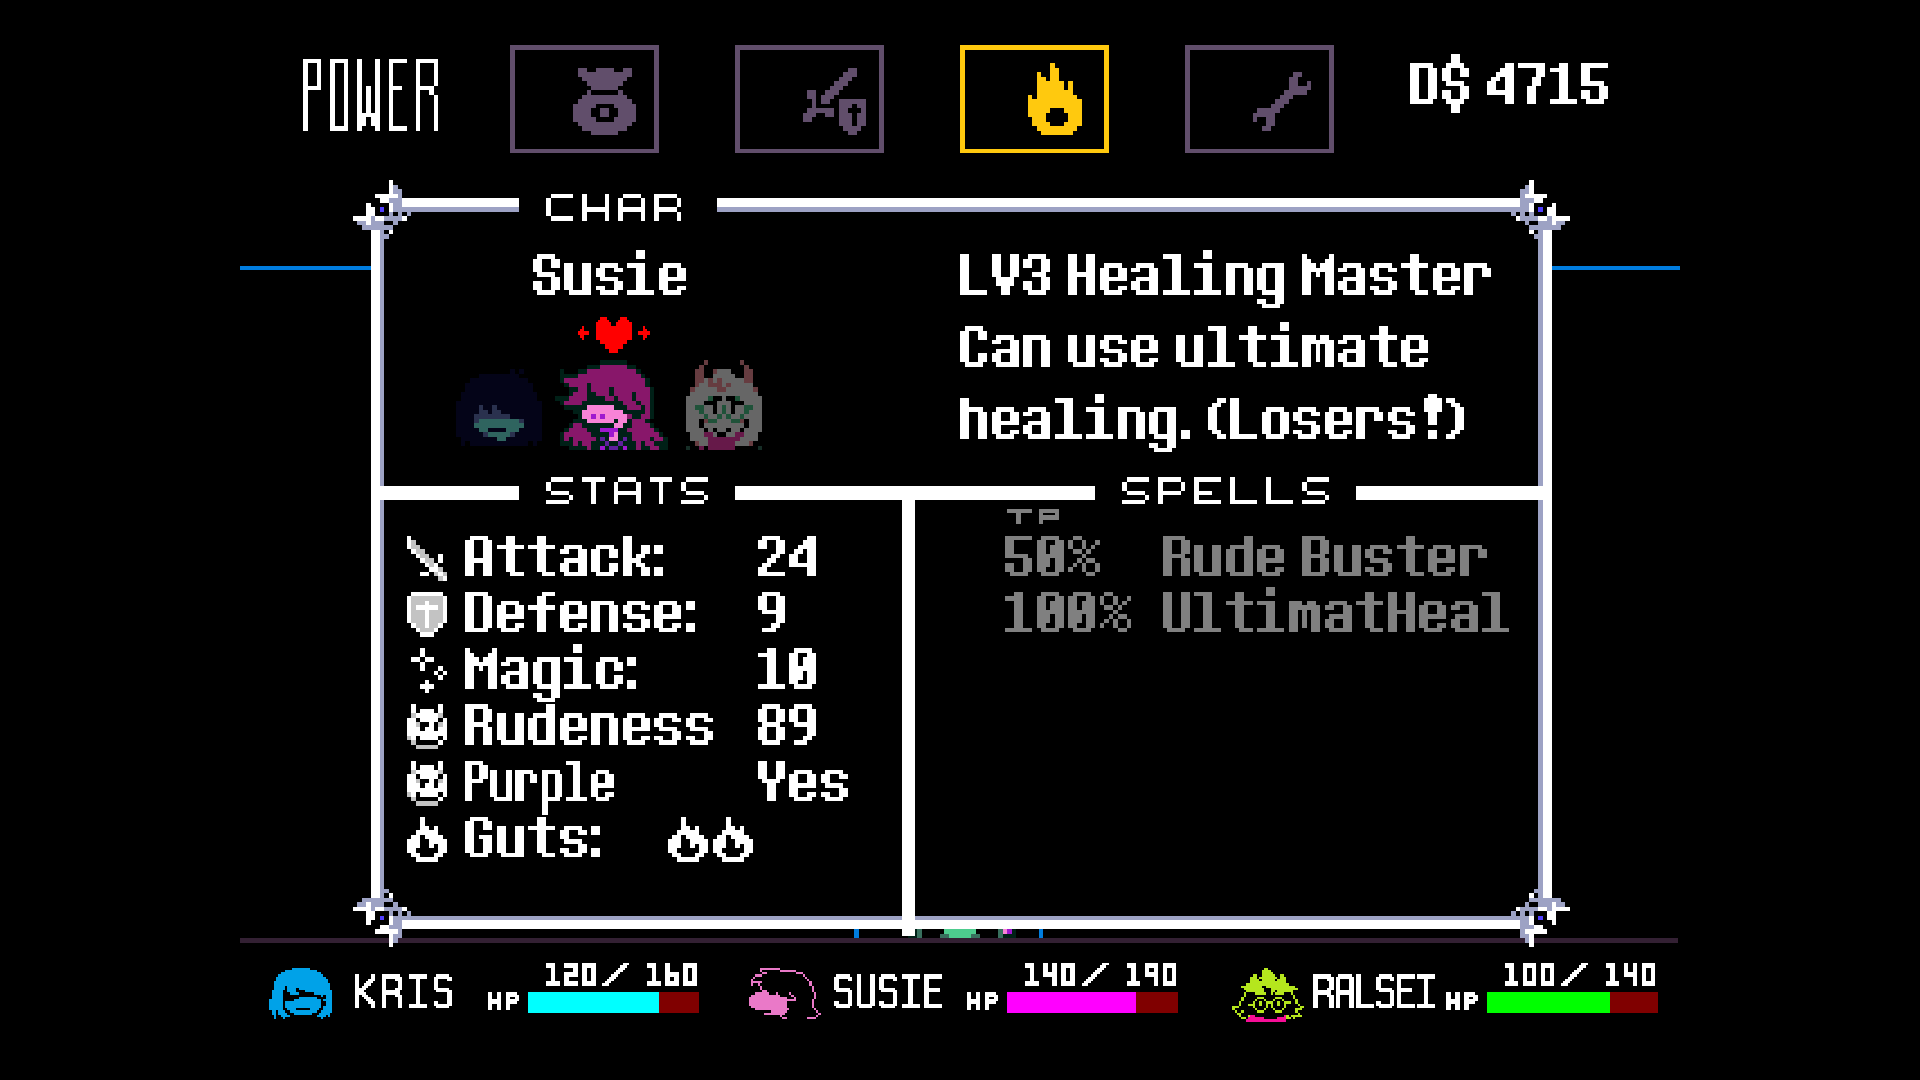 POWER
D$ 4715
CHAR
Susie
LV3 Healing Master
Can use ultimate
healing. (Losers!)
STATS
SPELLS
TP
Attack: 24
50% Rude Buster
Defense: 9
100% UltimatHeal
Magic: 10
Rudeness 89
Purple Yes
Guts:
KRIS HP 120/ 160
SUSIE HP 140/ 190
RALSEI HP 100/ 140